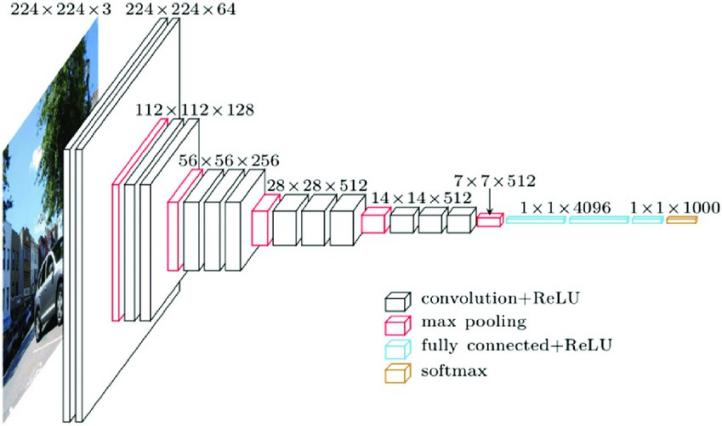 224×224×3
224×224×64
112×112×128
56×56×256
28×28×512
14×14×512
7×7×512
1×1×4096
1×1×1000
convolution+ReLU
max pooling
fully connected+ReLU
softmax